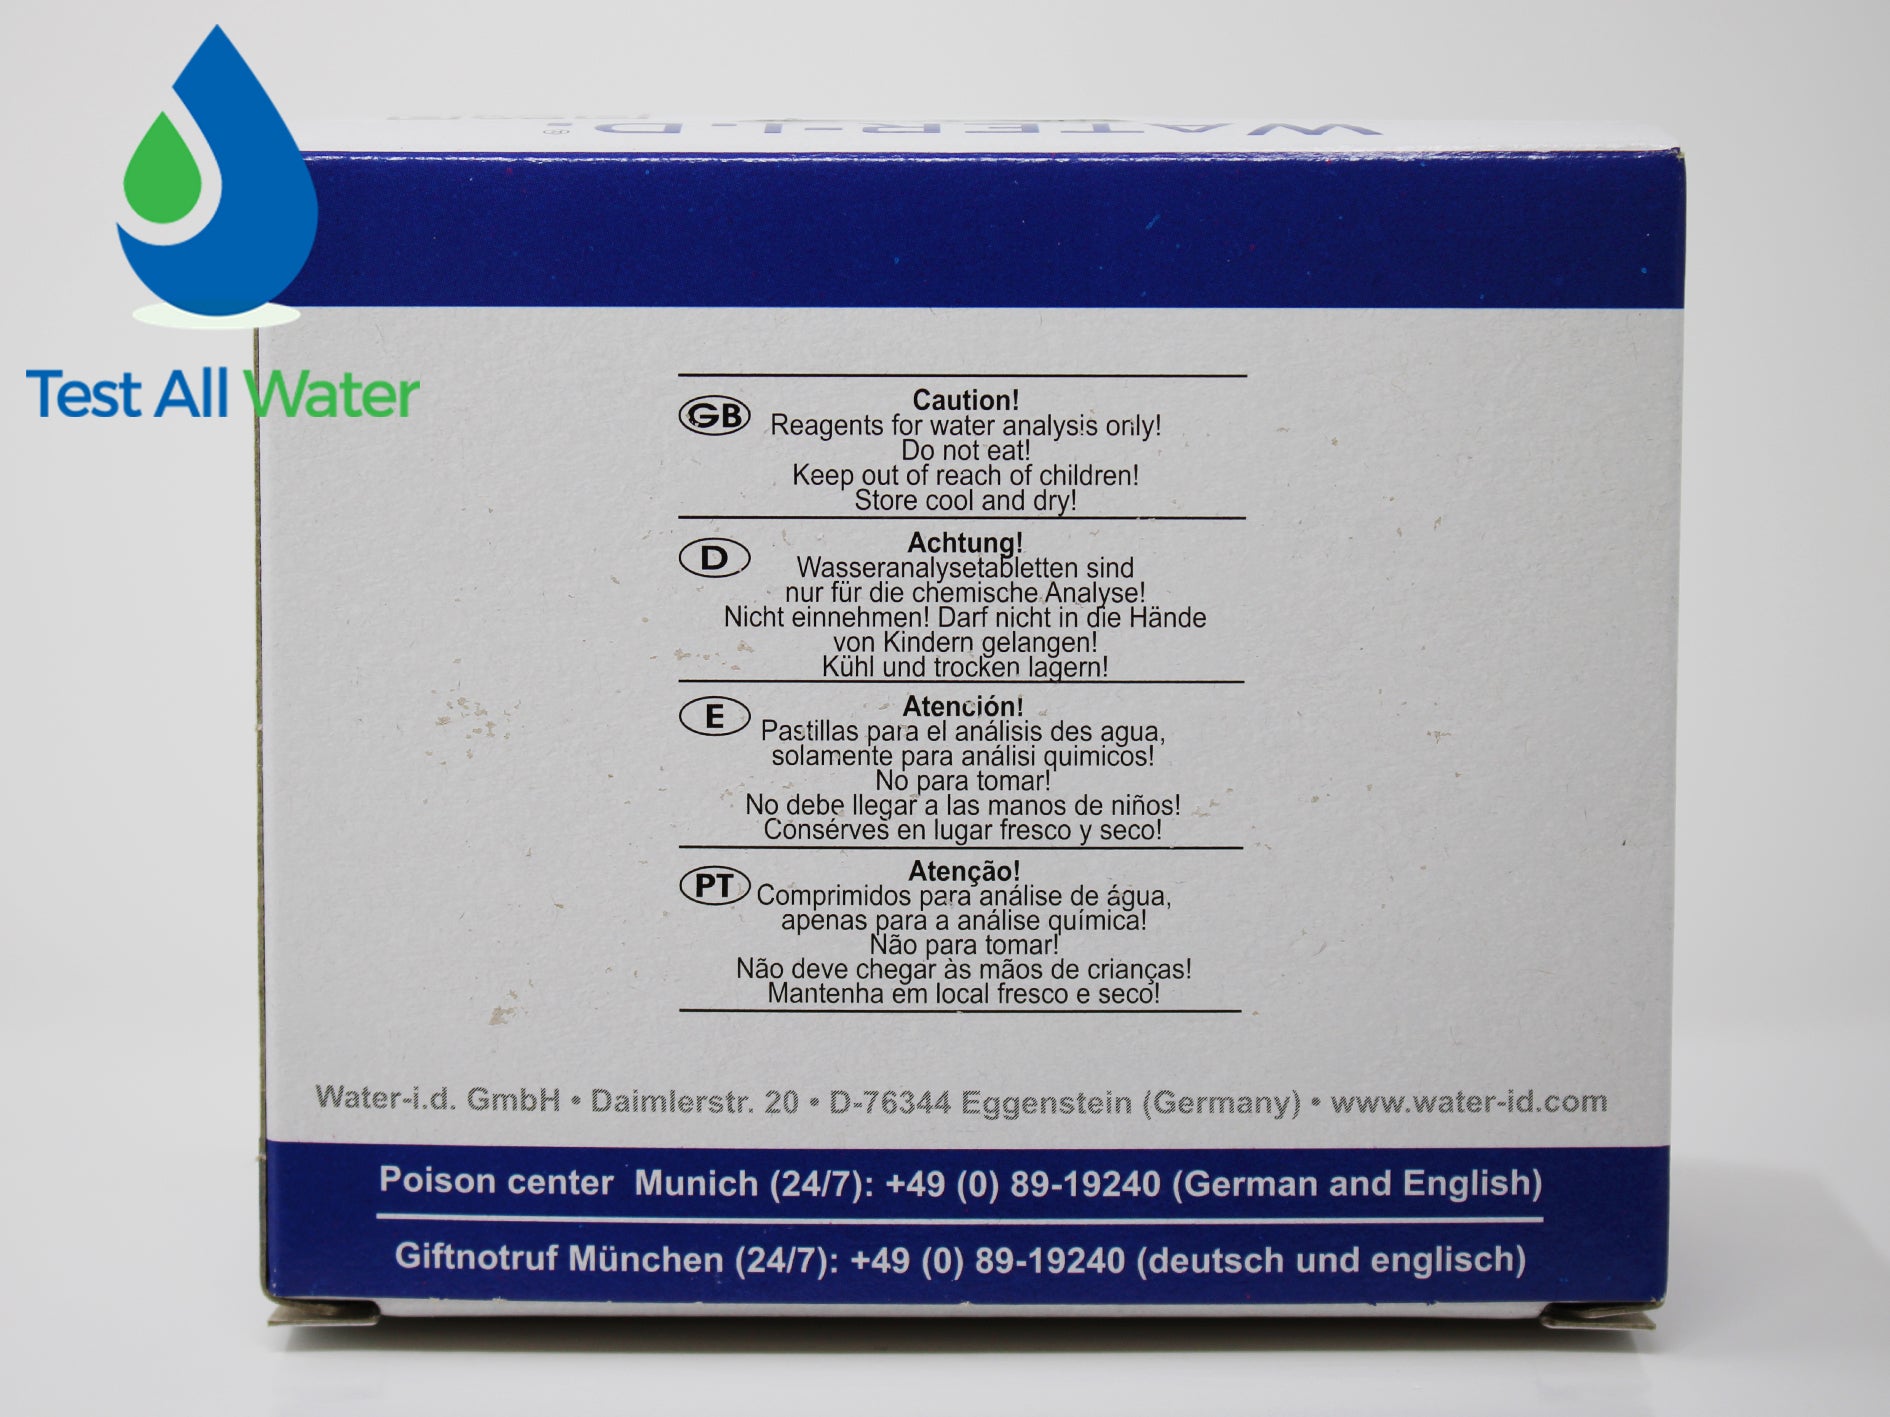 WATER-I.D.®
Test All Water
GB
Caution!
Reagents for water analysis only!
Do not eat!
Keep out of reach of children!
Store cool and dry!
D
Achtung!
Wasseranalysetabletten sind
nur für die chemische Analyse!
Nicht einnehmen! Darf nicht in die Hände
von Kindern gelangen!
Kühl und trocken lagern!
E
Atención!
Pastillas para el análisis des agua,
solamente para análisi quimicos!
No para tomar!
No debe llegar a las manos de niños!
Consérves en lugar fresco y seco!
PT
Atenção!
Comprimidos para análise de água,
apenas para a análise química!
Não para tomar!
Não deve chegar às mãos de crianças!
Mantenha em local fresco e seco!
Water-i.d. GmbH • Daimlerstr. 20 • D-76344 Eggenstein (Germany) • www.water-id.com
Poison center Munich (24/7): +49 (0) 89-19240 (German and English)
Giftnotruf München (24/7): +49 (0) 89-19240 (deutsch und englisch)